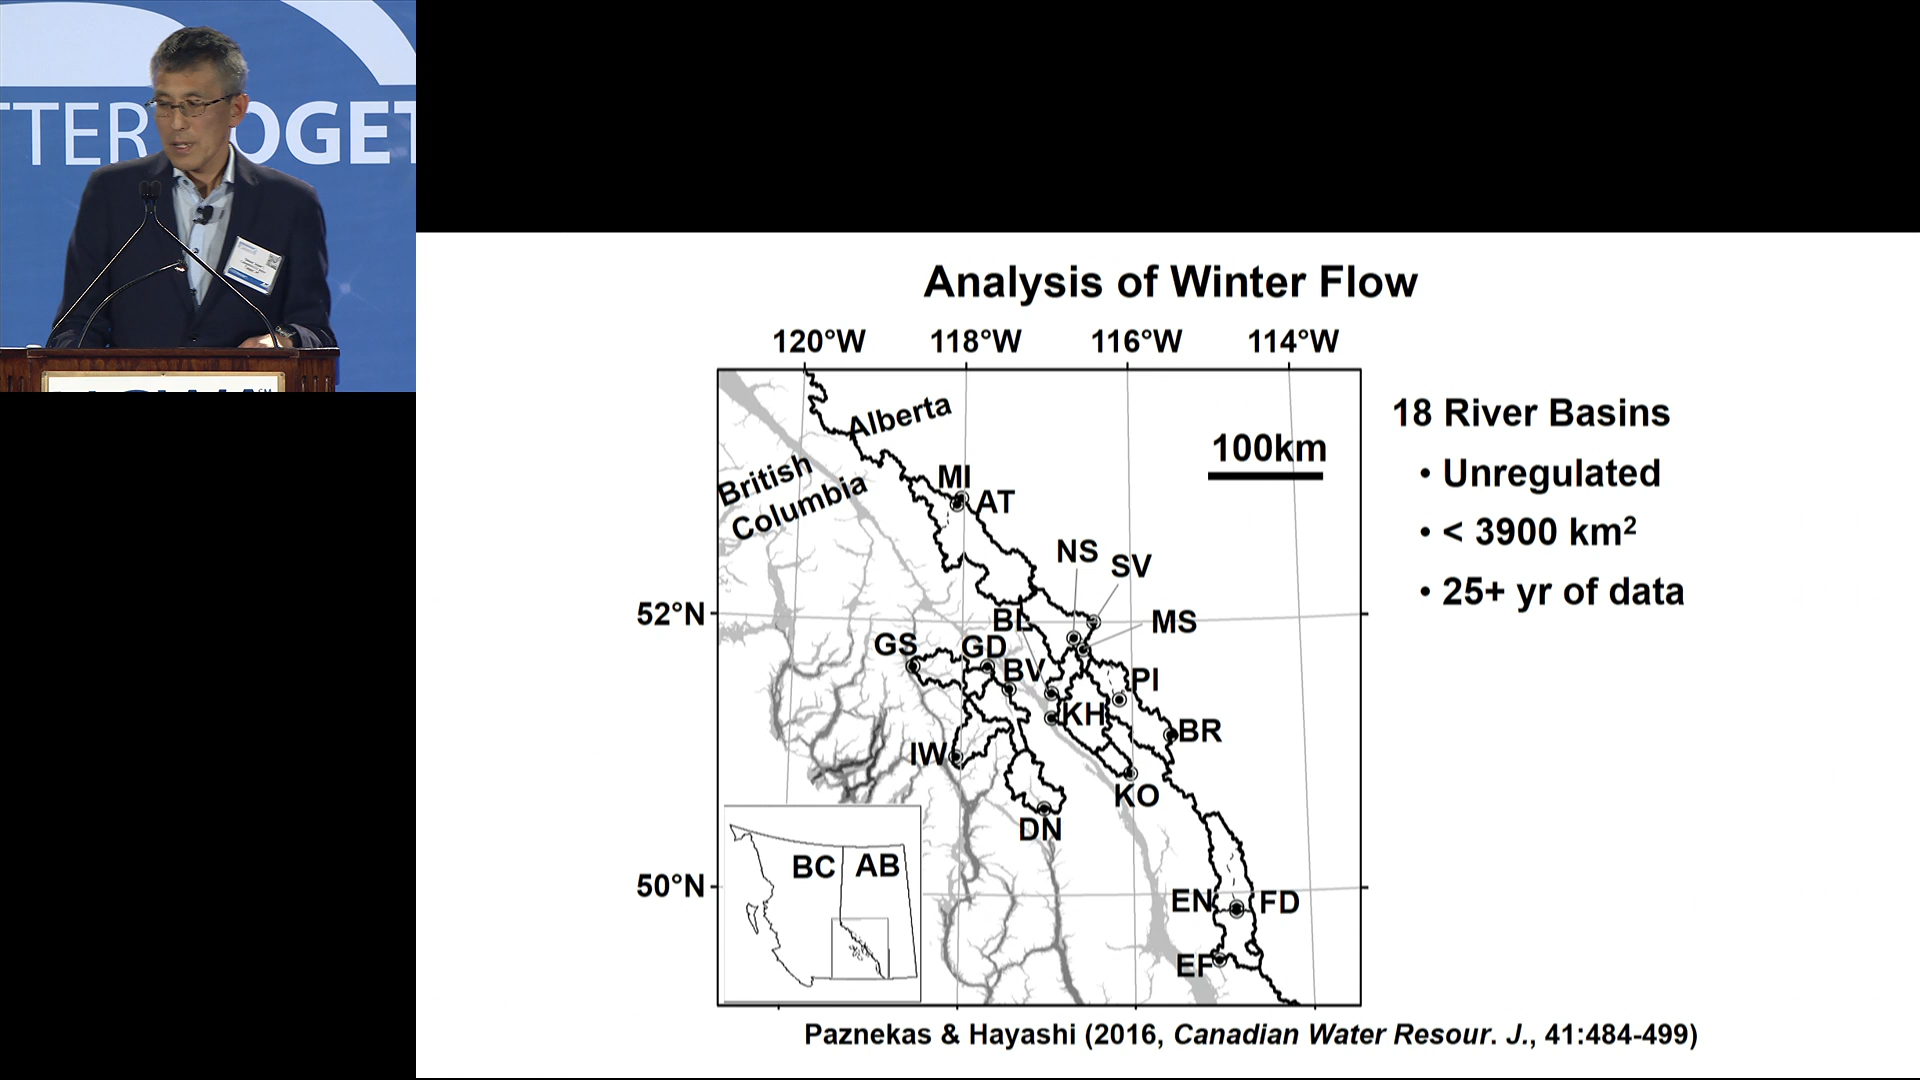 TTER OGET
Analysis of Winter Flow
120°W 118°W 116°W 114°W
Alberta
British
Columbia
100km
MI
AT
NS
SV
52°N
BL
MS
GS
GD
BV
PI
KH
BR
IW
KO
DN
BC AB
50°N
EN
FD
EF
18 River Basins
• Unregulated
• < 3900 km²
• 25+ yr of data
Paznekas & Hayashi (2016, Canadian Water Resour. J., 41:484-499)